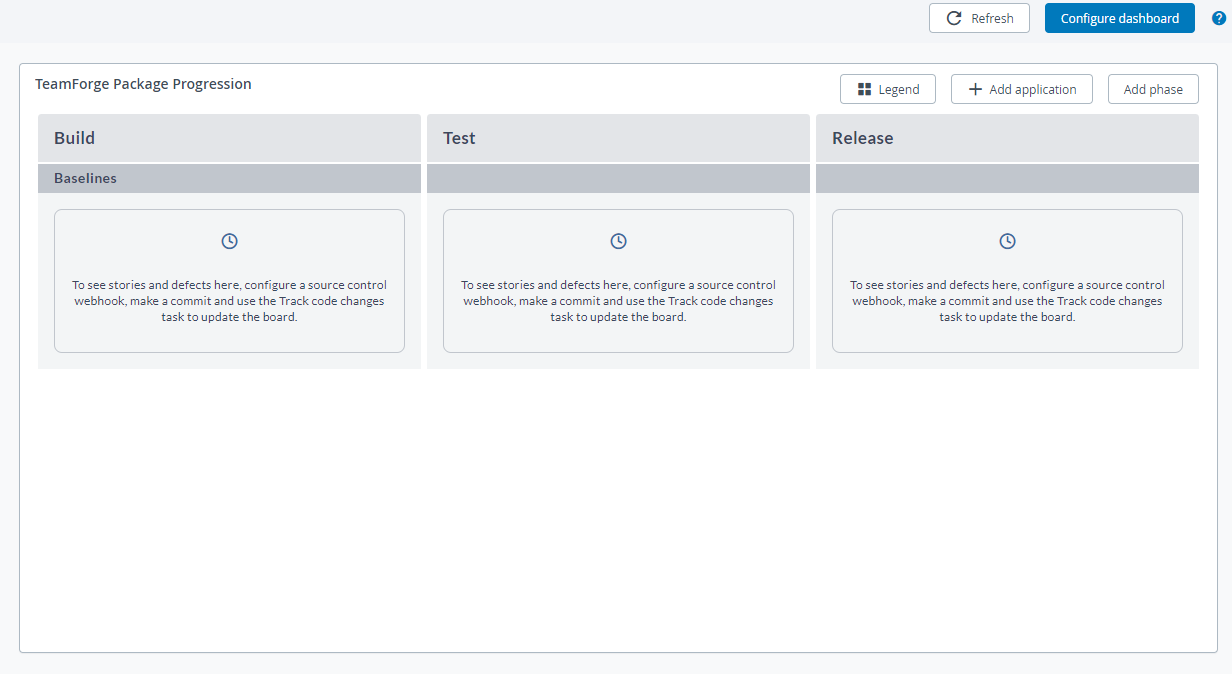 Refresh
Configure dashboard
?
TeamForge Package Progression
Legend
Add application
Add phase
Build
Test
Release
Baselines
To see stories and defects here, configure a source control
webhook, make a commit and use the Track code changes
task to update the board.
To see stories and defects here, configure a source control
webhook, make a commit and use the Track code changes
task to update the board.
To see stories and defects here, configure a source control
webhook, make a commit and use the Track code changes
task to update the board.